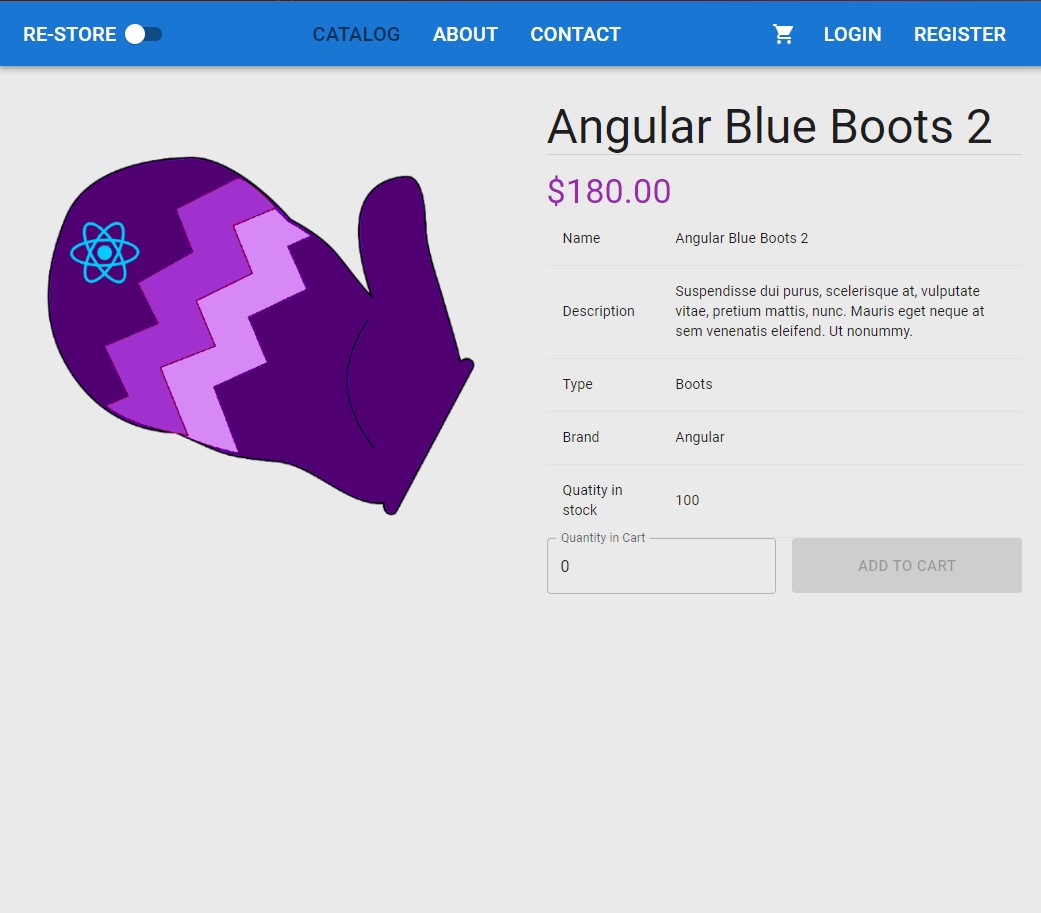 RE-STORE
CATALOG ABOUT CONTACT
LOGIN REGISTER
Angular Blue Boots 2
$180.00
Name Angular Blue Boots 2
Description Suspendisse dui purus, scelerisque at, vulputate
vitae, pretium mattis, nunc. Mauris eget neque at
sem venenatis eleifend. Ut nonummy.
Type Boots
Brand Angular
Quatity in
stock 100
Quantity in Cart
0
ADD TO CART